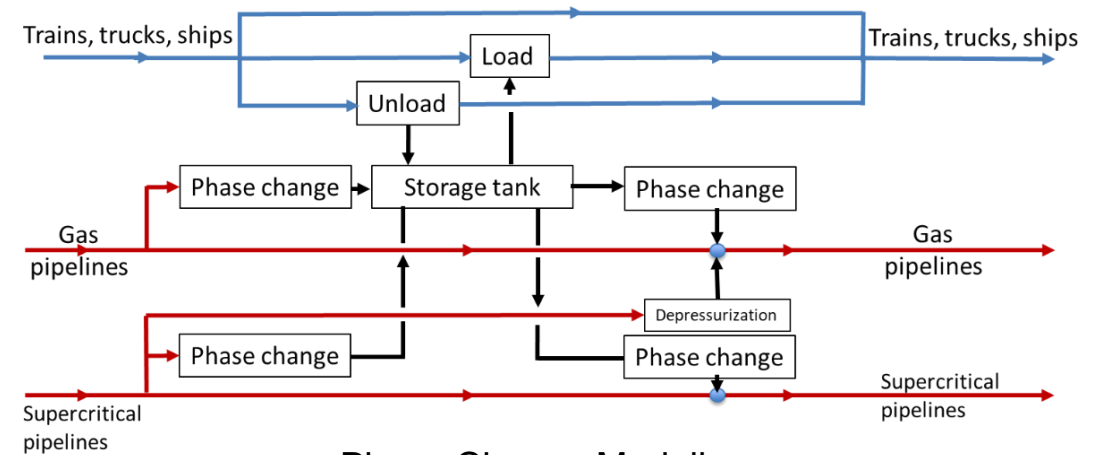 Trains, trucks, ships
Trains, trucks, ships
Load
Unload
Phase change
Storage tank
Phase change
Gas
pipelines
Gas
pipelines
Depressurization
Phase change
Phase change
Supercritical
pipelines
Supercritical
pipelines